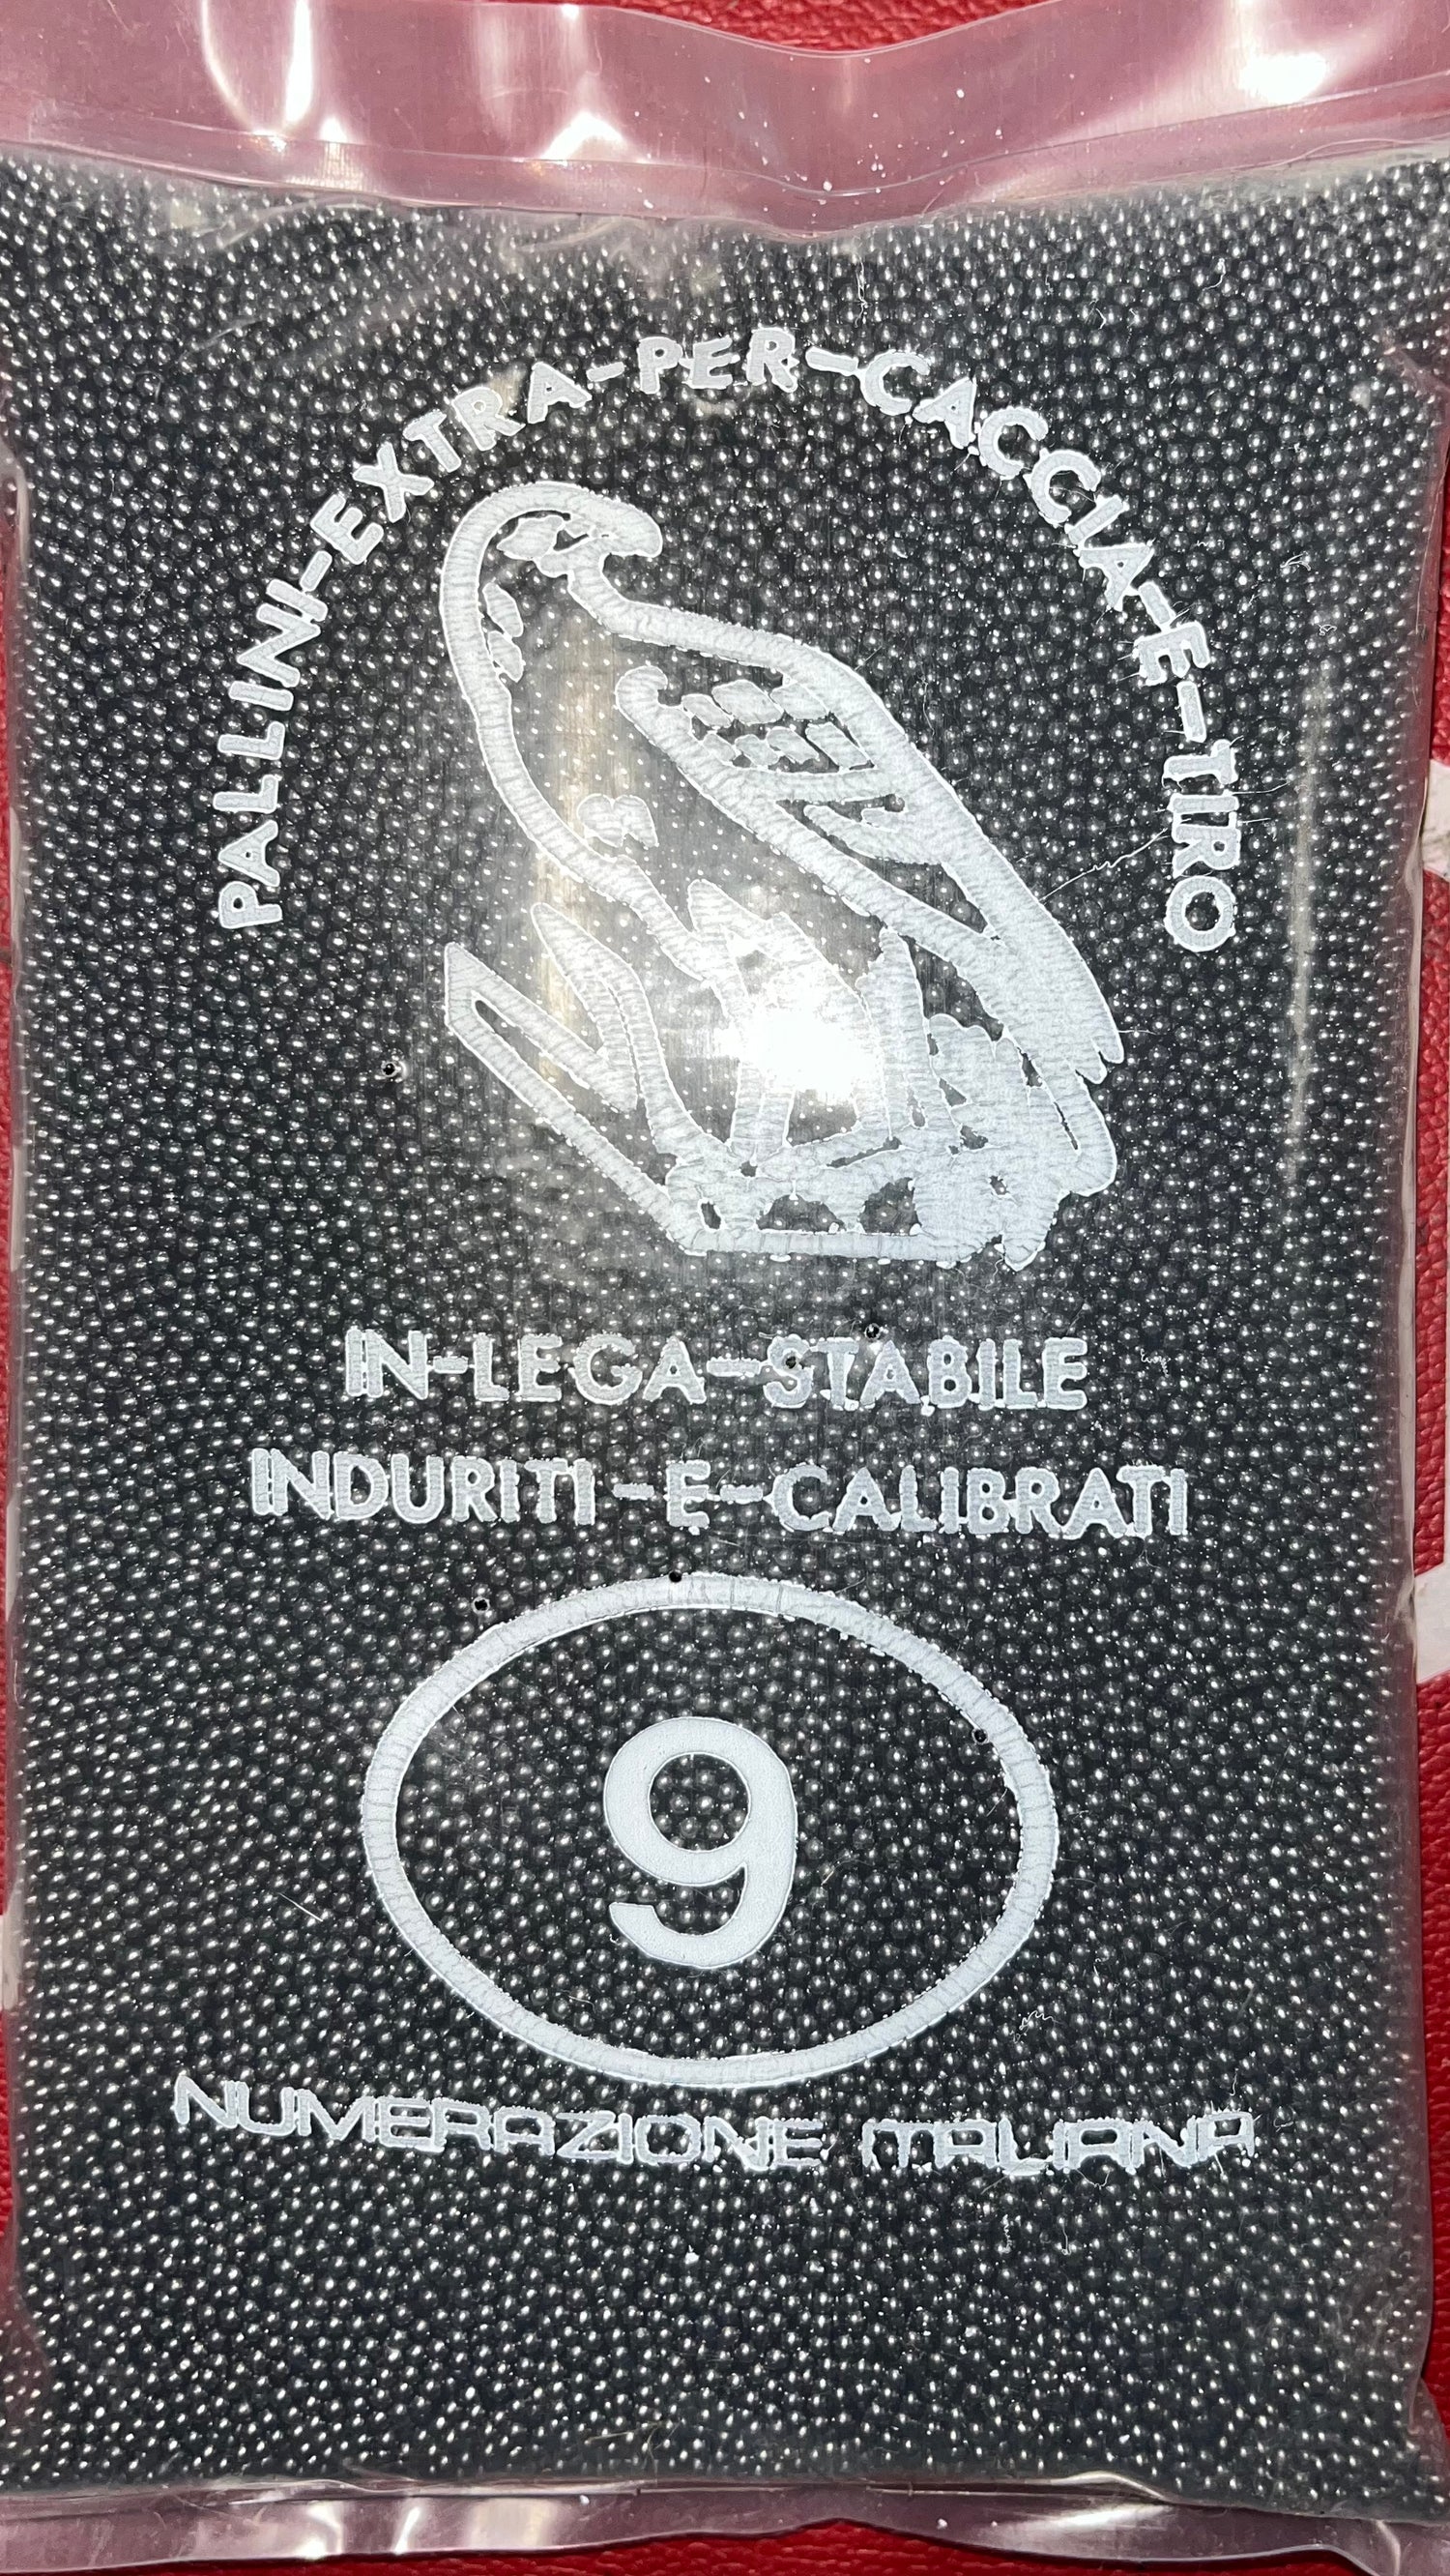 PALLINI-EXTRA-PER-CACCIA-E-TIRO
IN-LEGA-STABILE
INDURITI-E-CALIBRATI
9
NUMERAZIONE ITALIANA